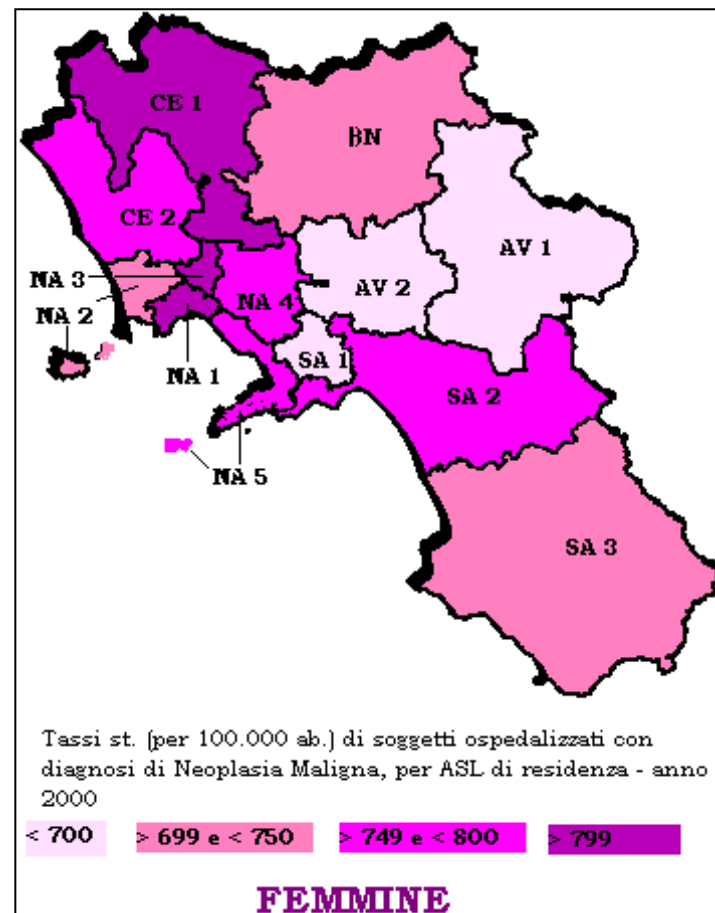 CE 1
BN
CE 2
AV 1
NA 3
NA 4
AV 2
NA 2
NA 1
SA 1
SA 2
NA 5
SA 3
Tassi st. (per 100.000 ab.) di soggetti ospedalizzati con
diagnosi di Neoplasia Maligna, per ASL di residenza - anno
2000
< 700 > 699 e < 750 > 749 e < 800 > 799
FEMMINE